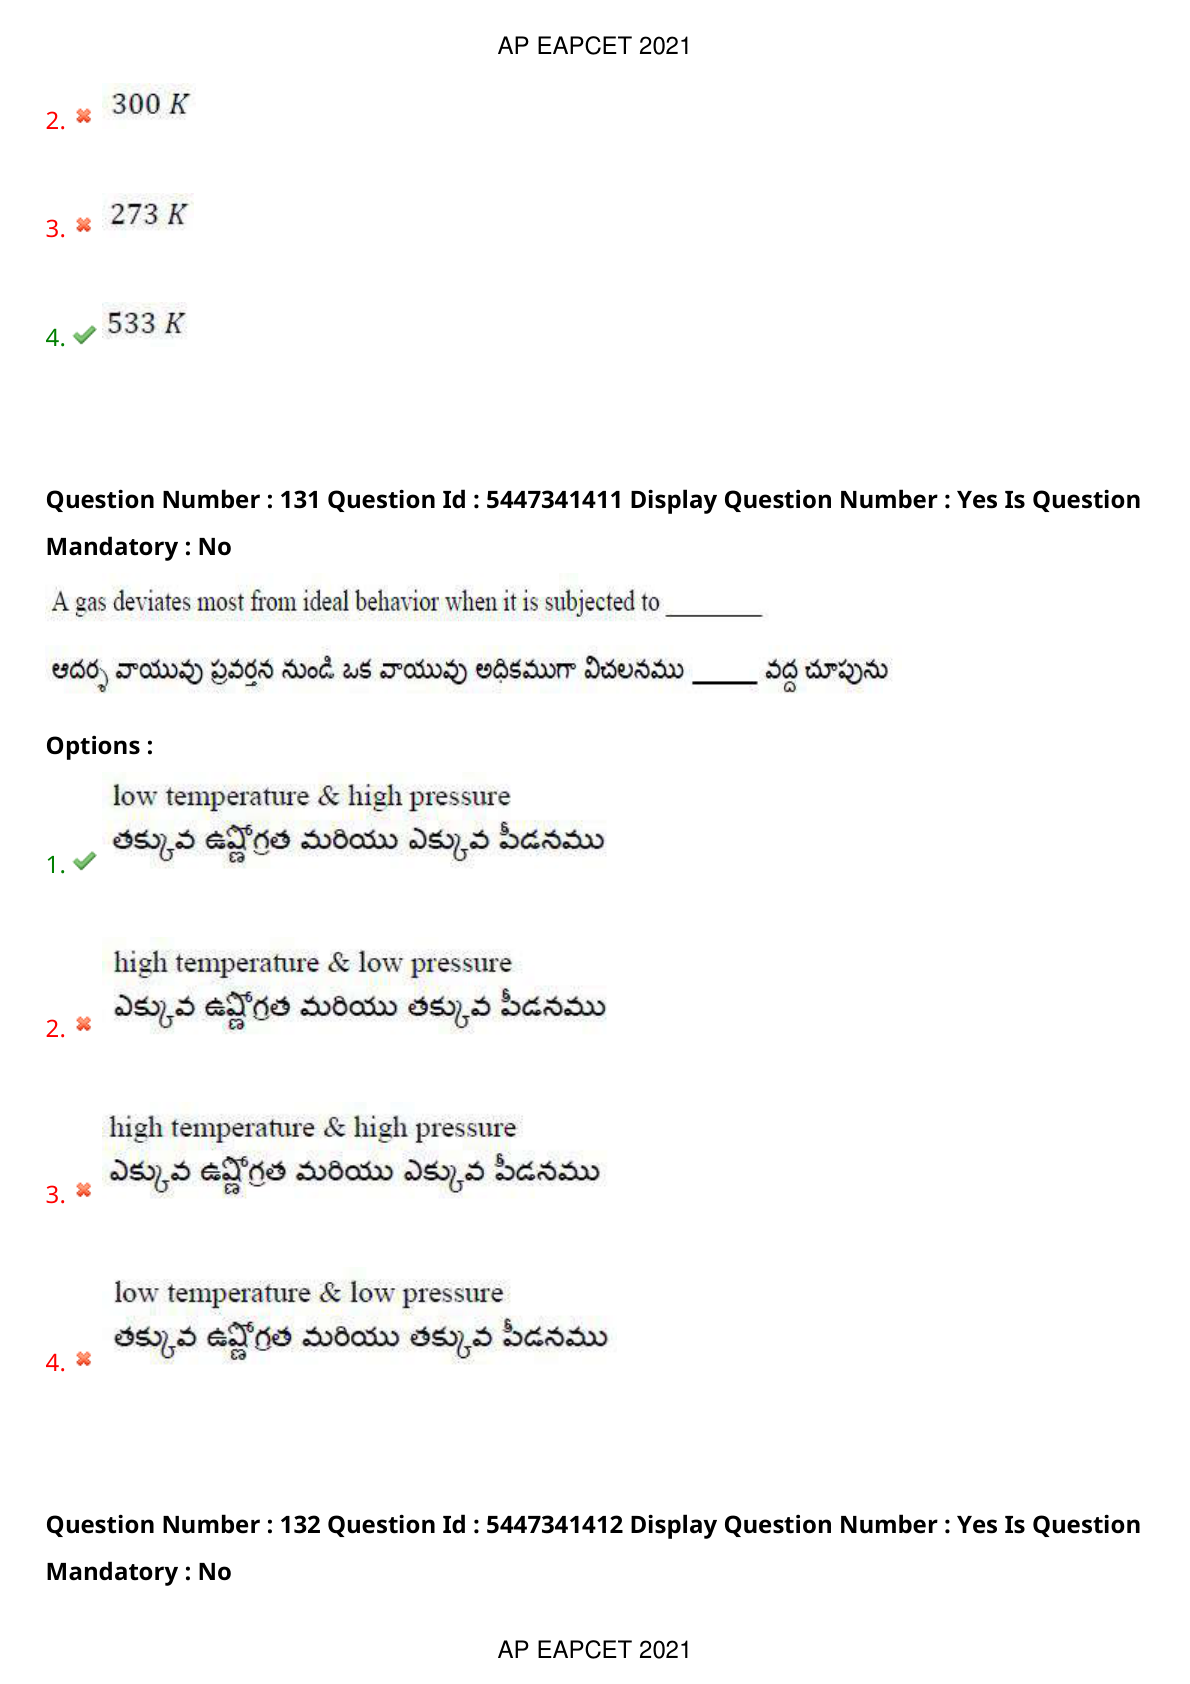 AP EAPCET 2021
2. 300 K
3. 273 K
4. 533 K
Question Number : 131 Question Id : 5447341411 Display Question Number : Yes Is Question
Mandatory : No
A gas deviates most from ideal behavior when it is subjected to ________
ఆదర్శ వాయువు ప్రవర్తన నుండి ఒక వాయువు అధికముగా విచలనము _____ వద్ద చూపును
Options :
low temperature & high pressure
తక్కువ ఉష్ణోగ్రత మరియు ఎక్కువ పీడనము
1.
high temperature & low pressure
ఎక్కువ ఉష్ణోగ్రత మరియు తక్కువ పీడనము
2.
high temperature & high pressure
ఎక్కువ ఉష్ణోగ్రత మరియు ఎక్కువ పీడనము
3.
low temperature & low pressure
తక్కువ ఉష్ణోగ్రత మరియు తక్కువ పీడనము
4.
Question Number : 132 Question Id : 5447341412 Display Question Number : Yes Is Question
Mandatory : No
AP EAPCET 2021